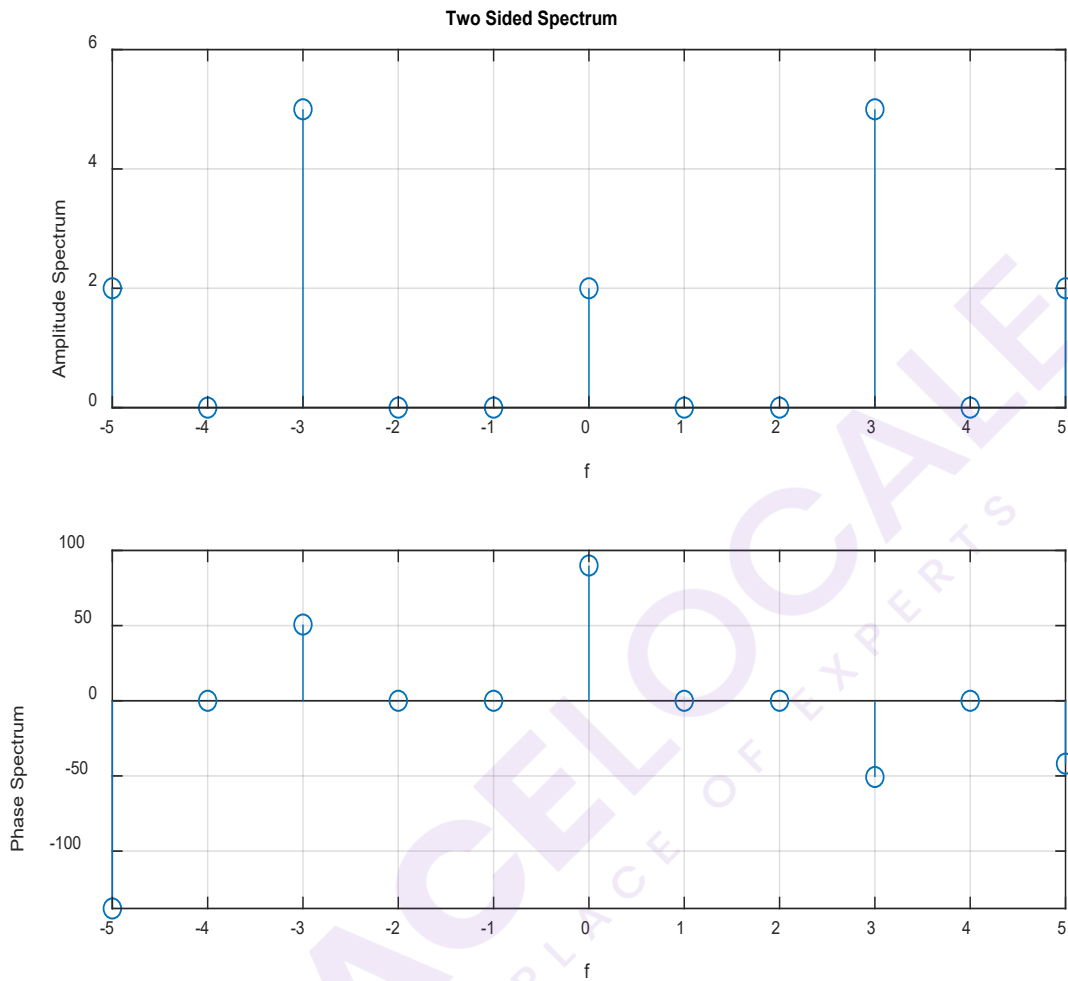 Two Sided Spectrum
6
4
2
0
Amplitude Spectrum
-5 -4 -3 -2 -1 0 1 2 3 4 5
f
100
50
0
-50
-100
Phase Spectrum
-5 -4 -3 -2 -1 0 1 2 3 4 5
f
ACELOCALE
PLACE OF EXPERTS